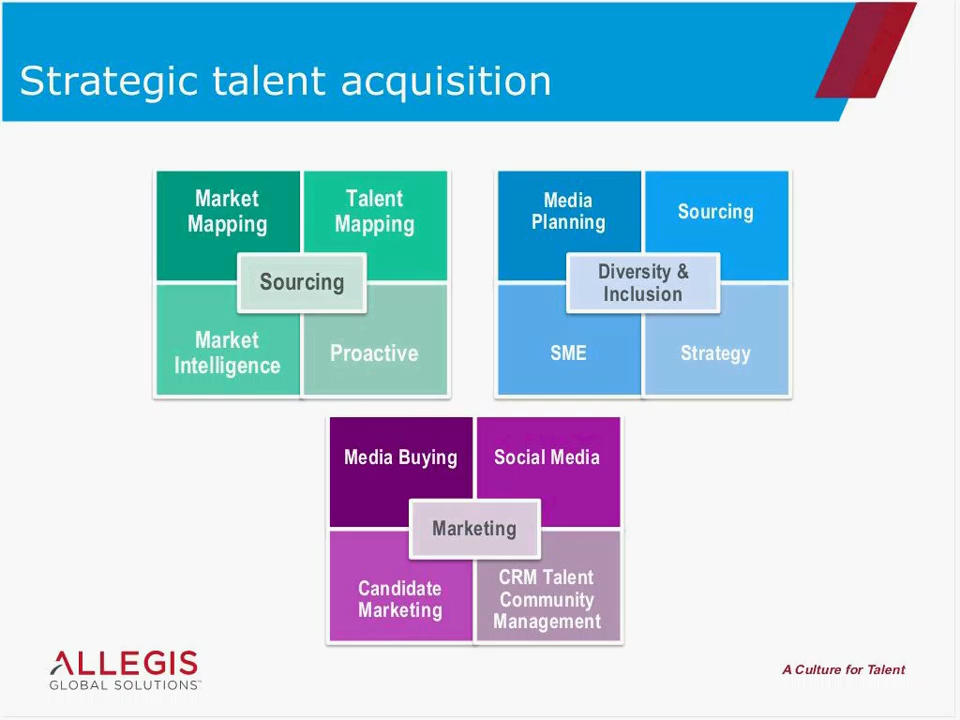 Strategic talent acquisition
Market
Mapping
Talent
Mapping
Sourcing
Market
Intelligence
Proactive
Media
Planning
Sourcing
Diversity &
Inclusion
SME
Strategy
Media Buying
Social Media
Marketing
Candidate
Marketing
CRM Talent
Community
Management
ALLEGIS
GLOBAL SOLUTIONS™
A Culture for Talent